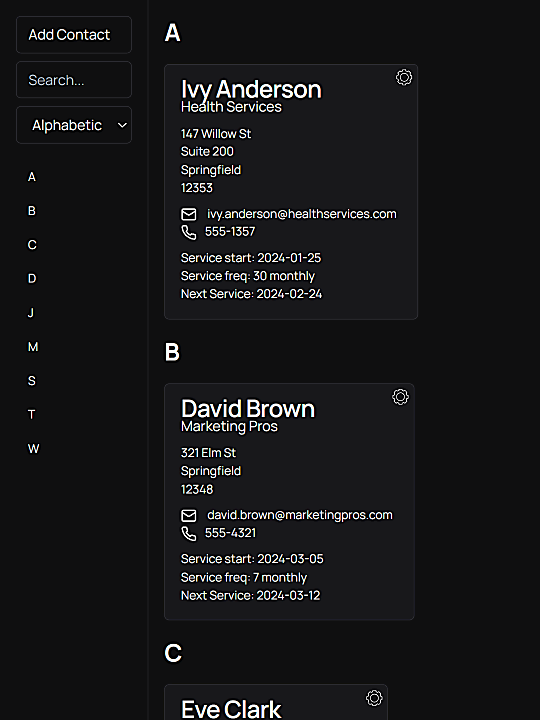 Add Contact
Search...
Alphabetic
A
B
C
D
J
M
S
T
W
A
Ivy Anderson
Health Services
147 Willow St
Suite 200
Springfield
12353
ivy.anderson@healthservices.com
555-1357
Service start: 2024-01-25
Service freq: 30 monthly
Next Service: 2024-02-24
B
David Brown
Marketing Pros
321 Elm St
Springfield
12348
david.brown@marketingpros.com
555-4321
Service start: 2024-03-05
Service freq: 7 monthly
Next Service: 2024-03-12
C
Eve Clark